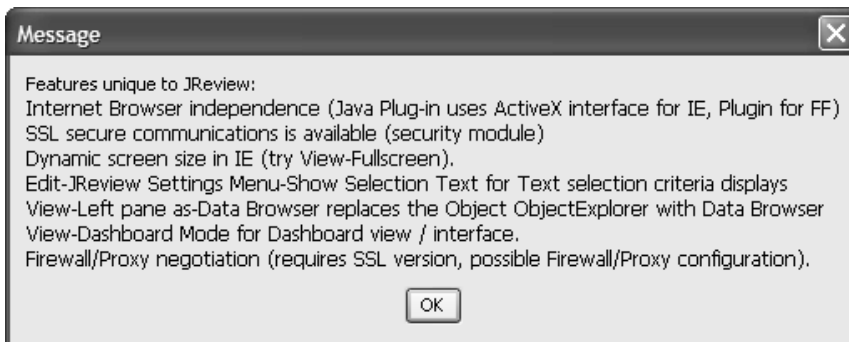 Message
Features unique to JReview:
Internet Browser independence (Java Plug-in uses ActiveX interface for IE, Plugin for FF)
SSL secure communications is available (security module)
Dynamic screen size in IE (try View-Fullscreen).
Edit-JReview Settings Menu-Show Selection Text for Text selection criteria displays
View-Left pane as-Data Browser replaces the Object ObjectExplorer with Data Browser
View-Dashboard Mode for Dashboard view / interface.
Firewall/Proxy negotiation (requires SSL version, possible Firewall/Proxy configuration).
OK